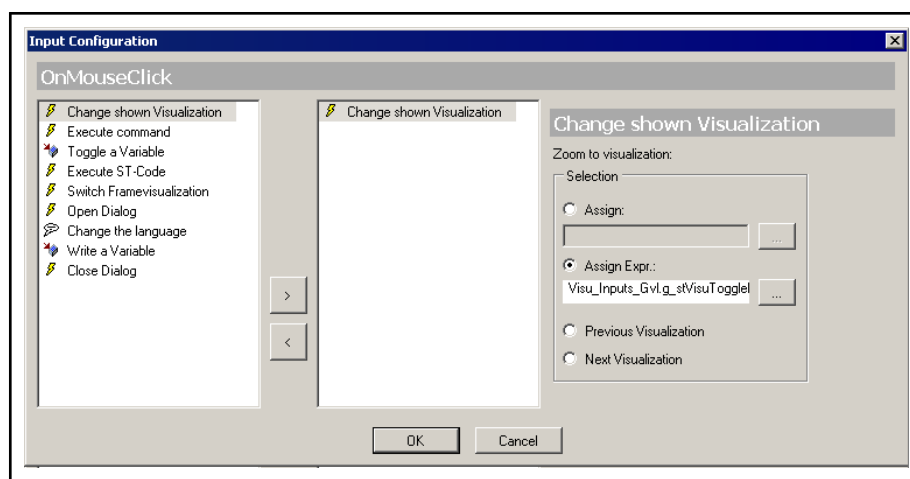 Input Configuration
OnMouseClick
Change shown Visualization
Execute command
Toggle a Variable
Execute ST-Code
Switch Framevisualization
Open Dialog
Change the language
Write a Variable
Close Dialog
>
<
Change shown Visualization
Change shown Visualization
Zoom to visualization:
Selection
Assign:
...
Assign Expr.:
Visu_Inputs_Gvl.g_stVisuToggle
...
Previous Visualization
Next Visualization
OK
Cancel